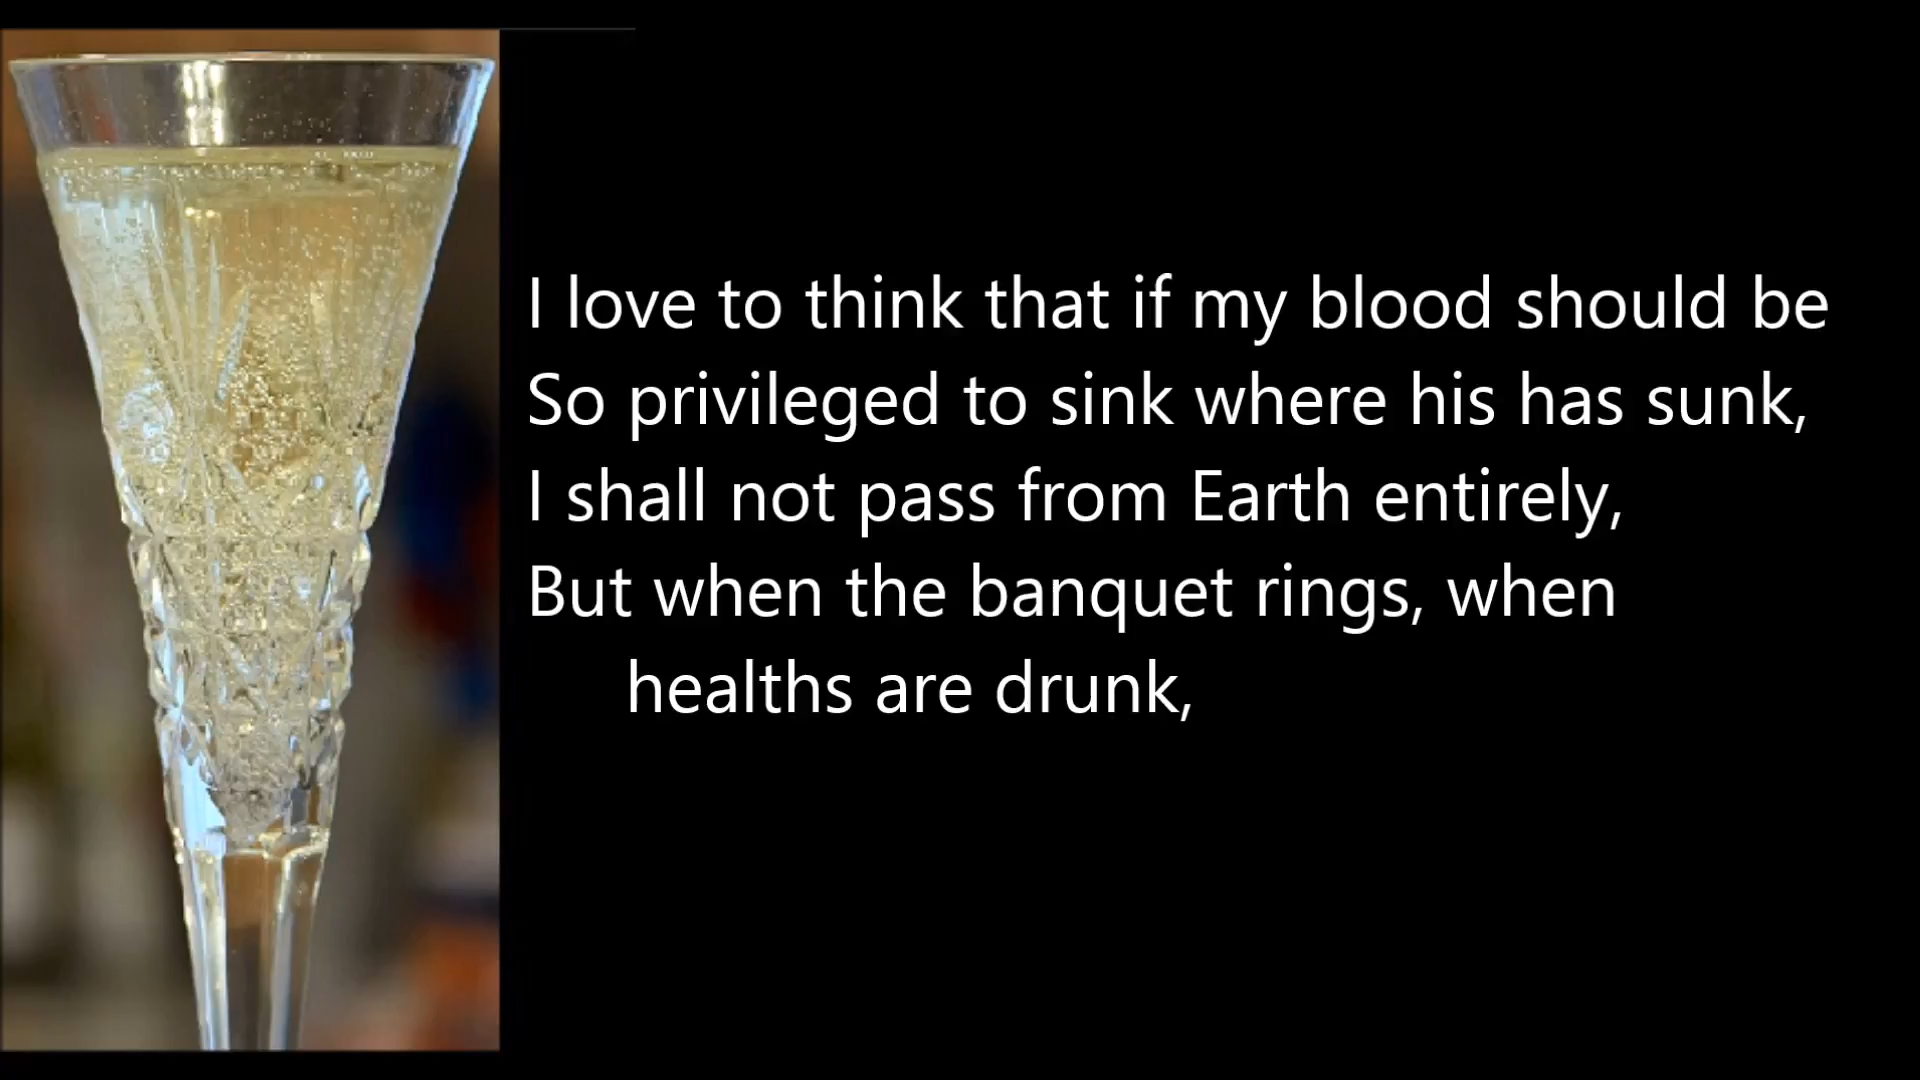 I love to think that if my blood should be
So privileged to sink where his has sunk,
I shall not pass from Earth entirely,
But when the banquet rings, when
healths are drunk,